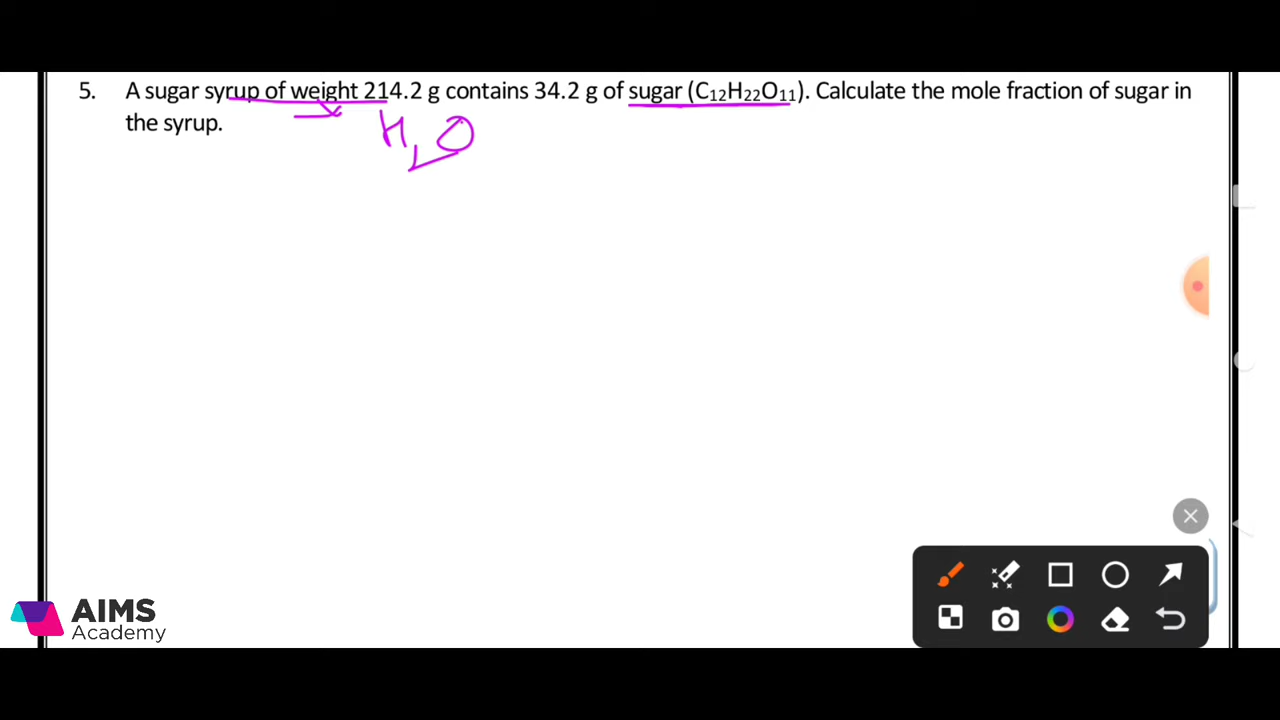 5. A sugar syrup of weight 214.2 g contains 34.2 g of sugar (C₁₂H₂₂O₁₁). Calculate the mole fraction of sugar in
the syrup.
H₂O
AIMS
Academy